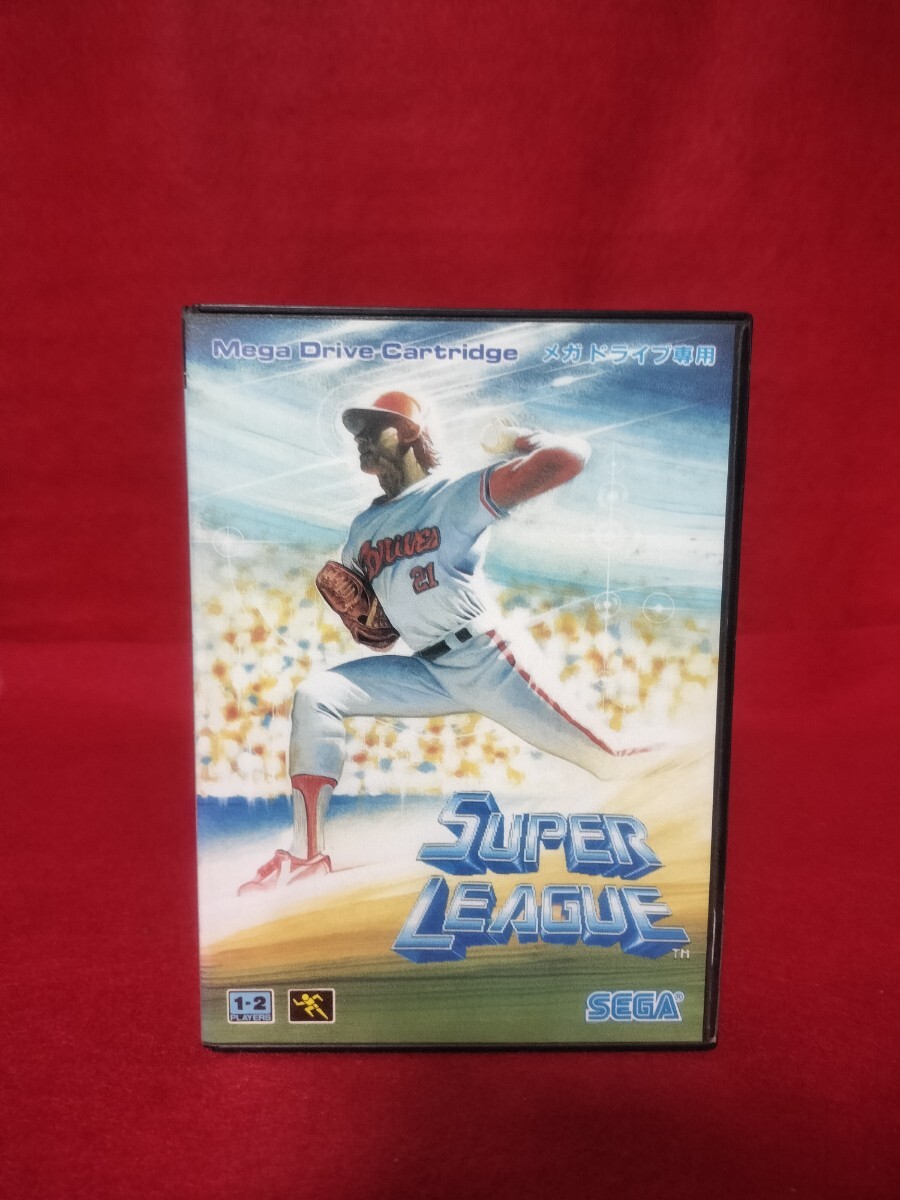 Mega Drive Cartridge メガドライブ専用
21
SUPER
LEAGUE
TM
1-2
PLAYERS
SEGA®